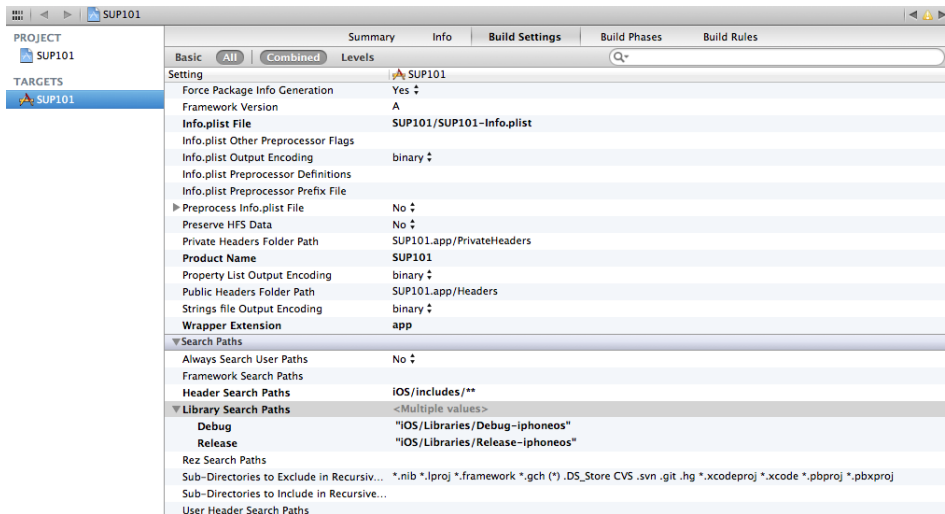 SUP101
PROJECT
SUP101
TARGETS
SUP101
Summary Info Build Settings Build Phases Build Rules
Basic All Combined Levels
Setting SUP101
Force Package Info Generation Yes
Framework Version A
Info.plist File SUP101/SUP101-Info.plist
Info.plist Other Preprocessor Flags
Info.plist Output Encoding binary
Info.plist Preprocessor Definitions
Info.plist Preprocessor Prefix File
Preprocess Info.plist File No
Preserve HFS Data No
Private Headers Folder Path SUP101.app/PrivateHeaders
Product Name SUP101
Property List Output Encoding binary
Public Headers Folder Path SUP101.app/Headers
Strings file Output Encoding binary
Wrapper Extension app
Search Paths
Always Search User Paths No
Framework Search Paths
Header Search Paths iOS/includes/**
Library Search Paths <Multiple values>
Debug "iOS/Libraries/Debug-iphoneos"
Release "iOS/Libraries/Release-iphoneos"
Rez Search Paths
Sub-Directories to Exclude in Recursiv... *.nib *.lproj *.framework *.gch (*) .DS_Store CVS .svn .git .hg *.xcodeproj *.xcode *.pbproj *.pbxproj
Sub-Directories to Include in Recursive...
User Header Search Paths